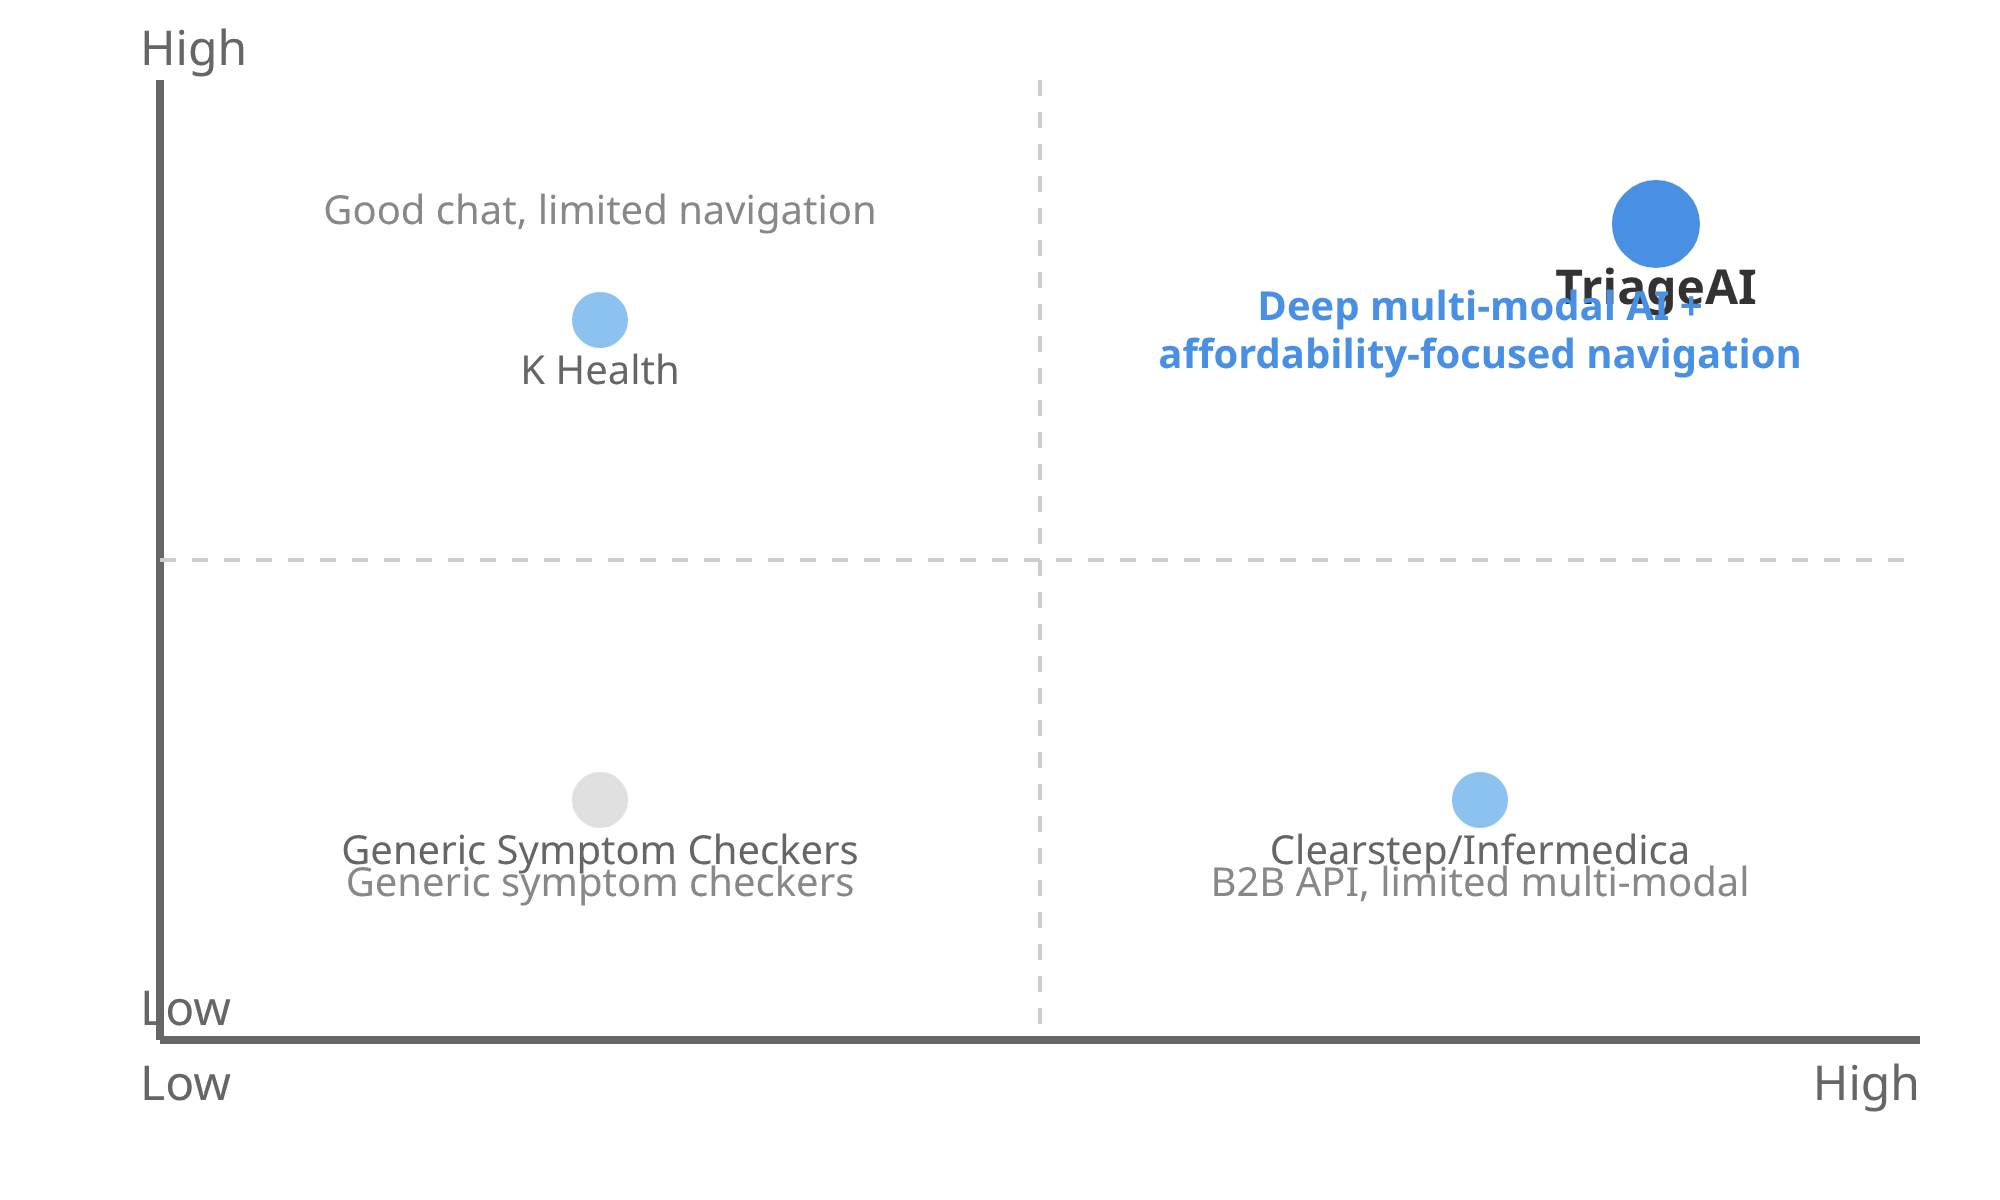 High
Good chat, limited navigation
K Health
TriageAI
Deep multi-modal AI +
affordability-focused navigation
Generic Symptom Checkers
Generic symptom checkers
Clearstep/Infermedica
B2B API, limited multi-modal
Low
Low
High